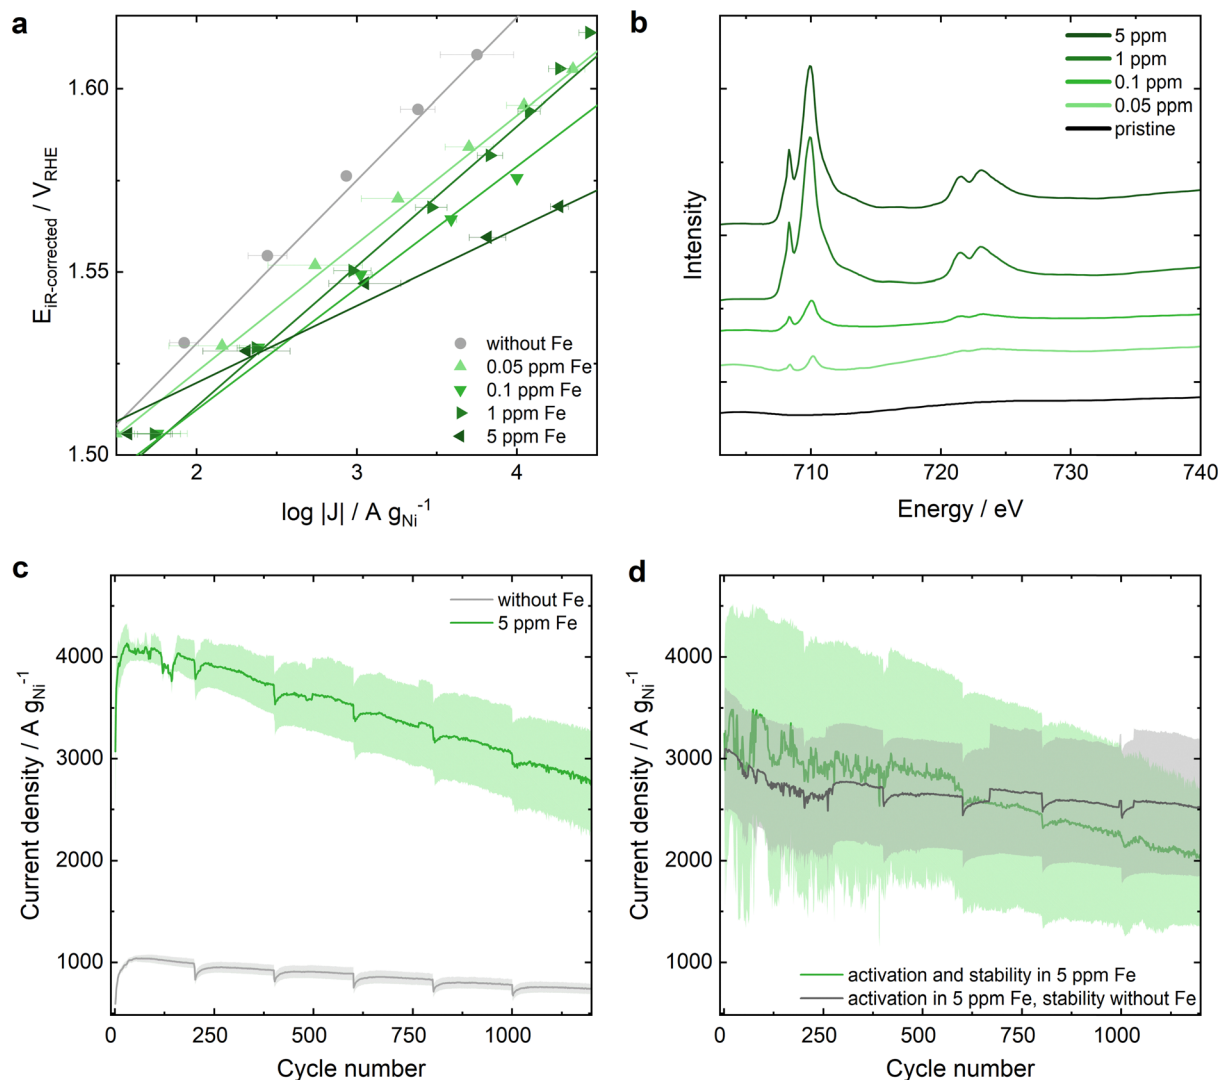 a
E_iR-corrected / V_RHE
1.60
1.55
1.50
2
3
4
log |J| / A g_Ni^-1
without Fe
0.05 ppm Fe
0.1 ppm Fe
1 ppm Fe
5 ppm Fe
b
Intensity
5 ppm
1 ppm
0.1 ppm
0.05 ppm
pristine
710
720
730
740
Energy / eV
c
Current density / A g_Ni^-1
4000
3000
2000
1000
0
250
500
750
1000
Cycle number
without Fe
5 ppm Fe
d
Current density / A g_Ni^-1
4000
3000
2000
1000
0
250
500
750
1000
Cycle number
activation and stability in 5 ppm Fe
activation in 5 ppm Fe, stability without Fe